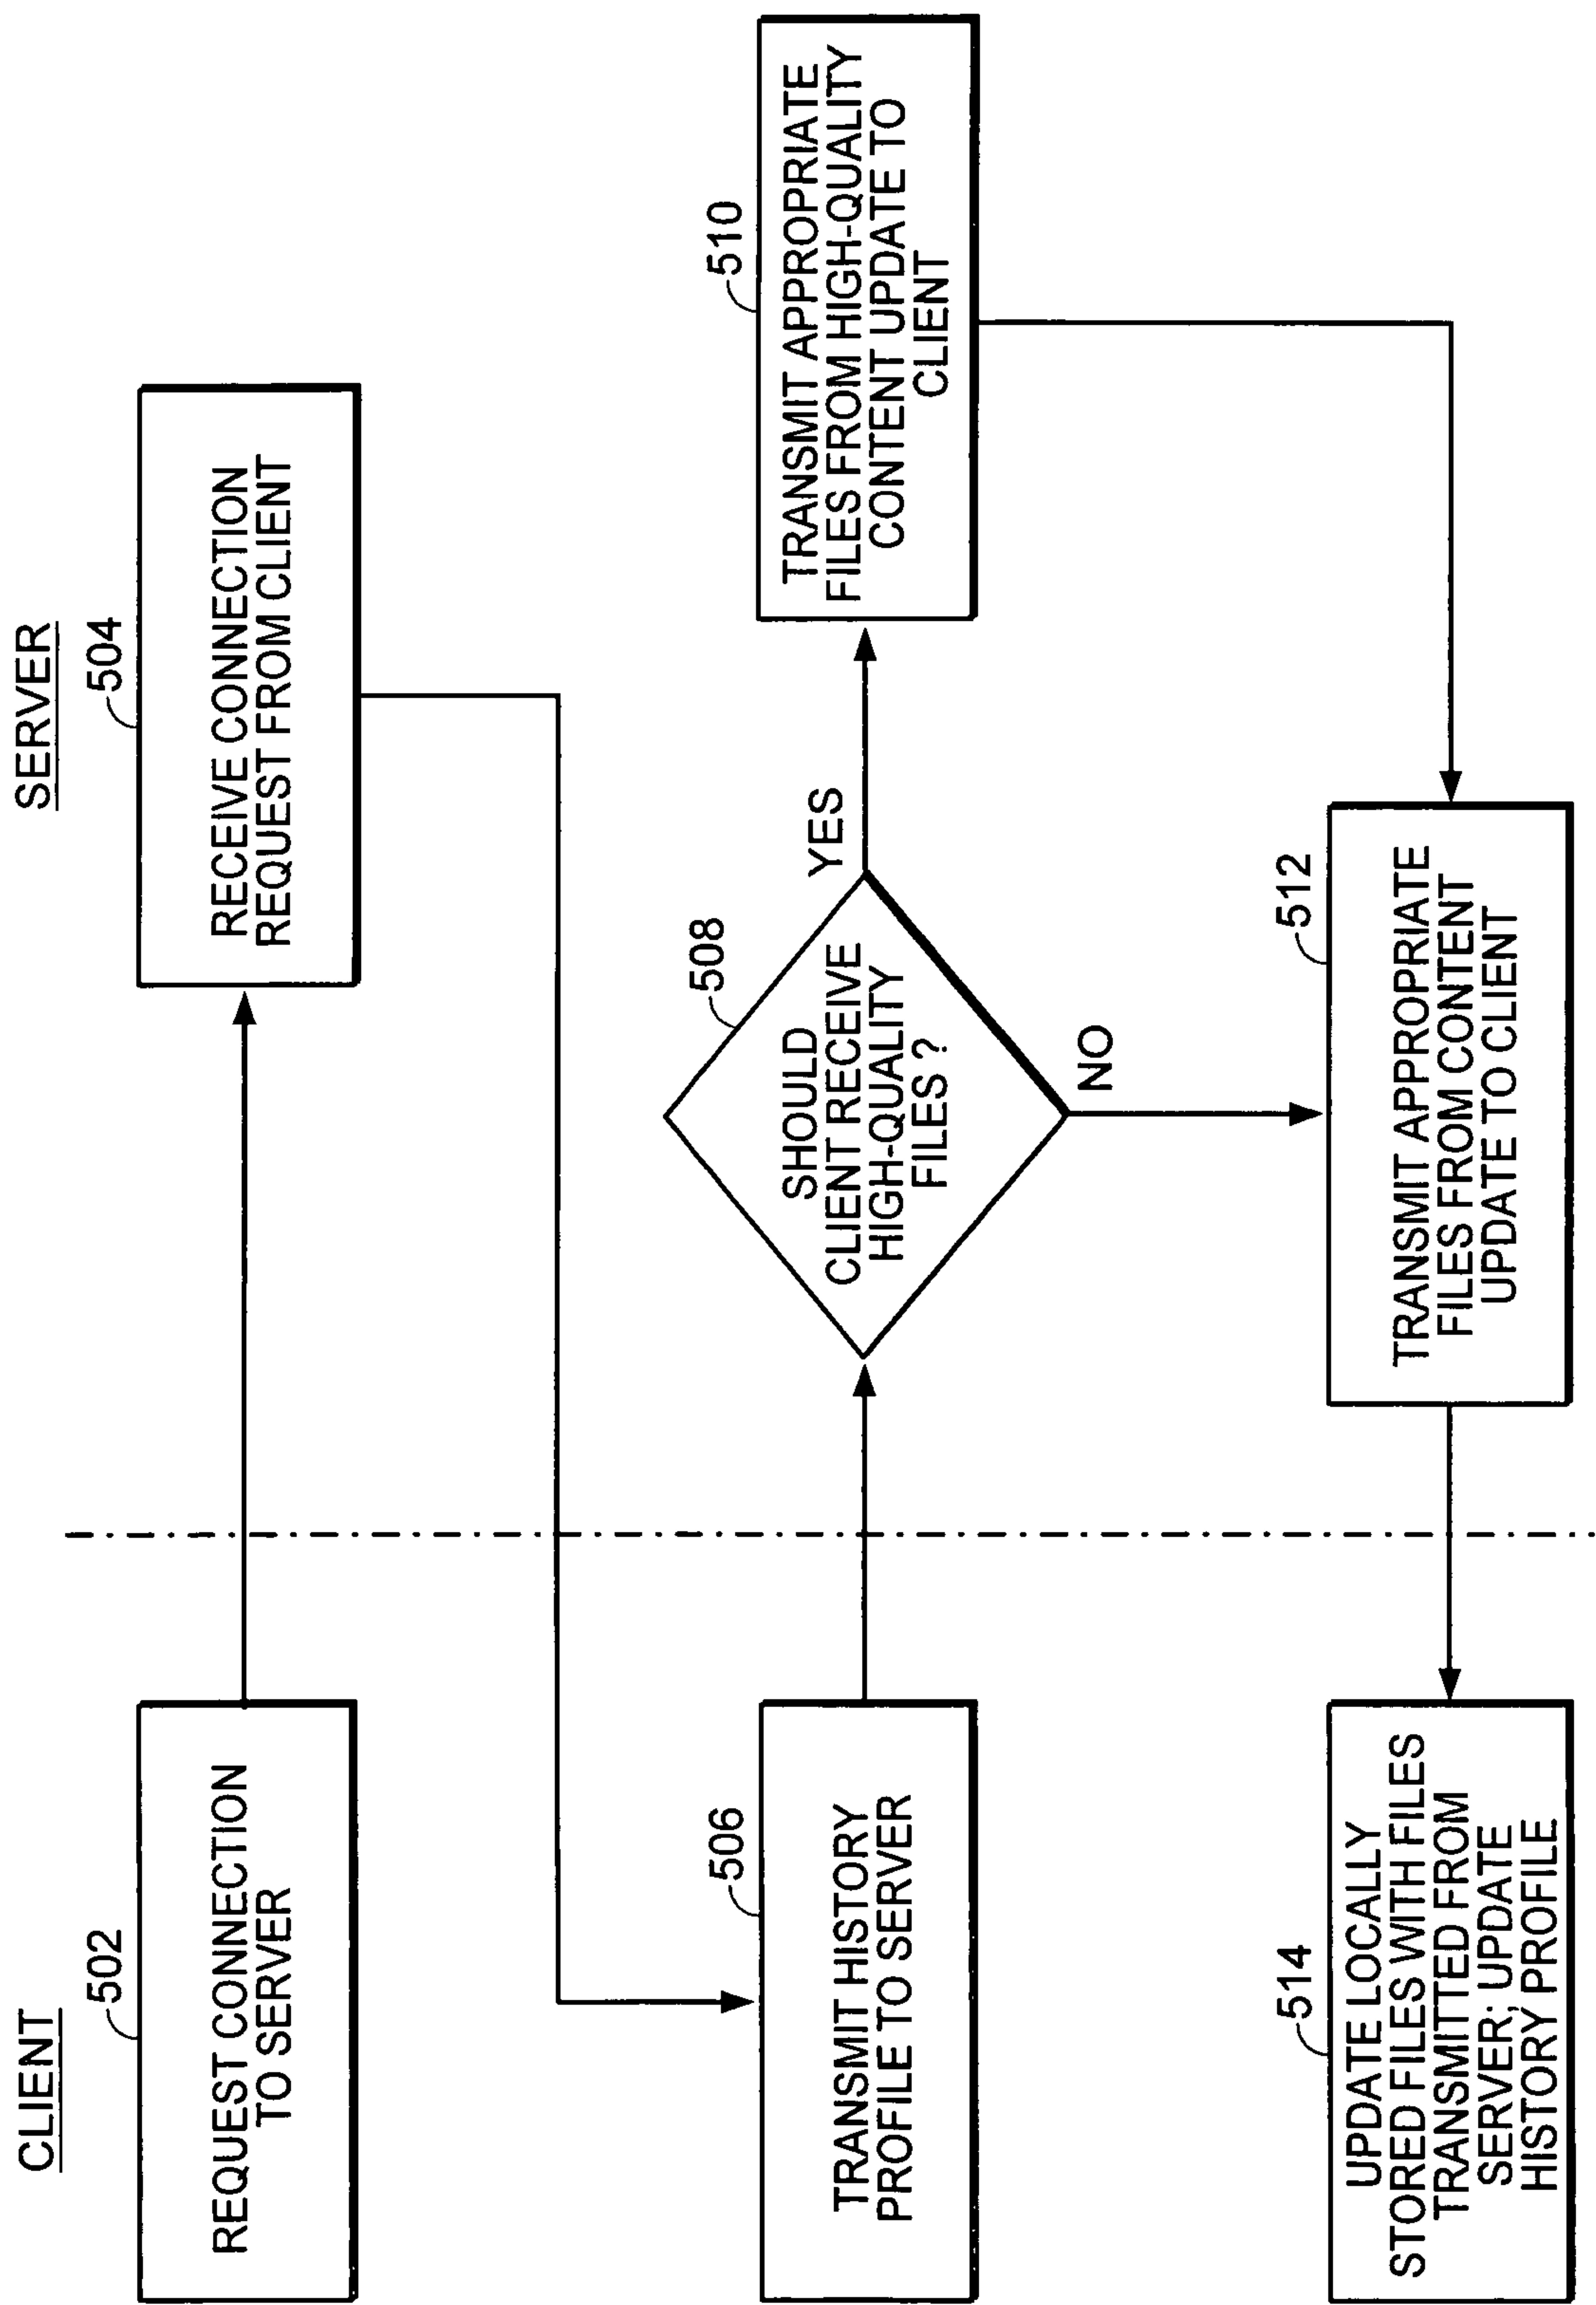 CLIENT
SERVER
502
REQUEST CONNECTION
TO SERVER
504
RECEIVE CONNECTION
REQUEST FROM CLIENT
506
TRANSMIT HISTORY
PROFILE TO SERVER
508
SHOULD
CLIENT RECEIVE
HIGH-QUALITY
FILES ?
YES
NO
510
TRANSMIT APPROPRIATE
FILES FROM HIGH-QUALITY
CONTENT UPDATE TO
CLIENT
512
TRANSMIT APPROPRIATE
FILES FROM CONTENT
UPDATE TO CLIENT
514
UPDATE LOCALLY
STORED FILES WITH FILES
TRANSMITTED FROM
SERVER; UPDATE
HISTORY PROFILE